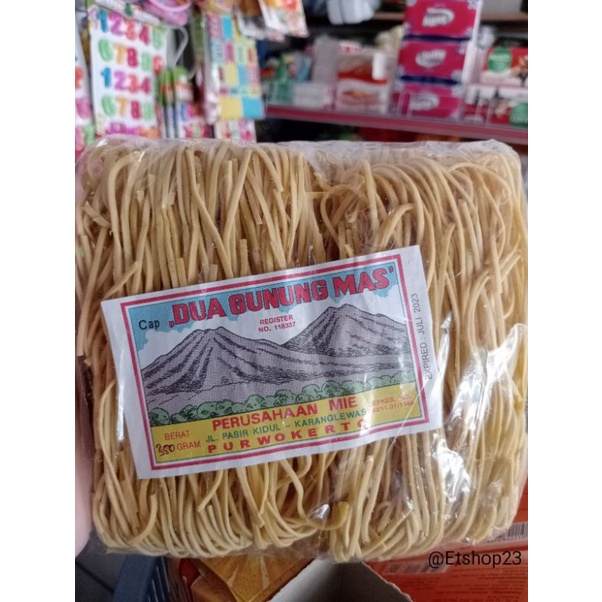 Cap „DUA GUNUNG MAS"
REGISTER
NO. 118337
EXPIRED : JULI 2023
PERUSAHAAN MIE
BERAT
350 GRAM
JL. PASIR KIDUL - KARANGLEWAS
PURWOKERTO
@Etshop23